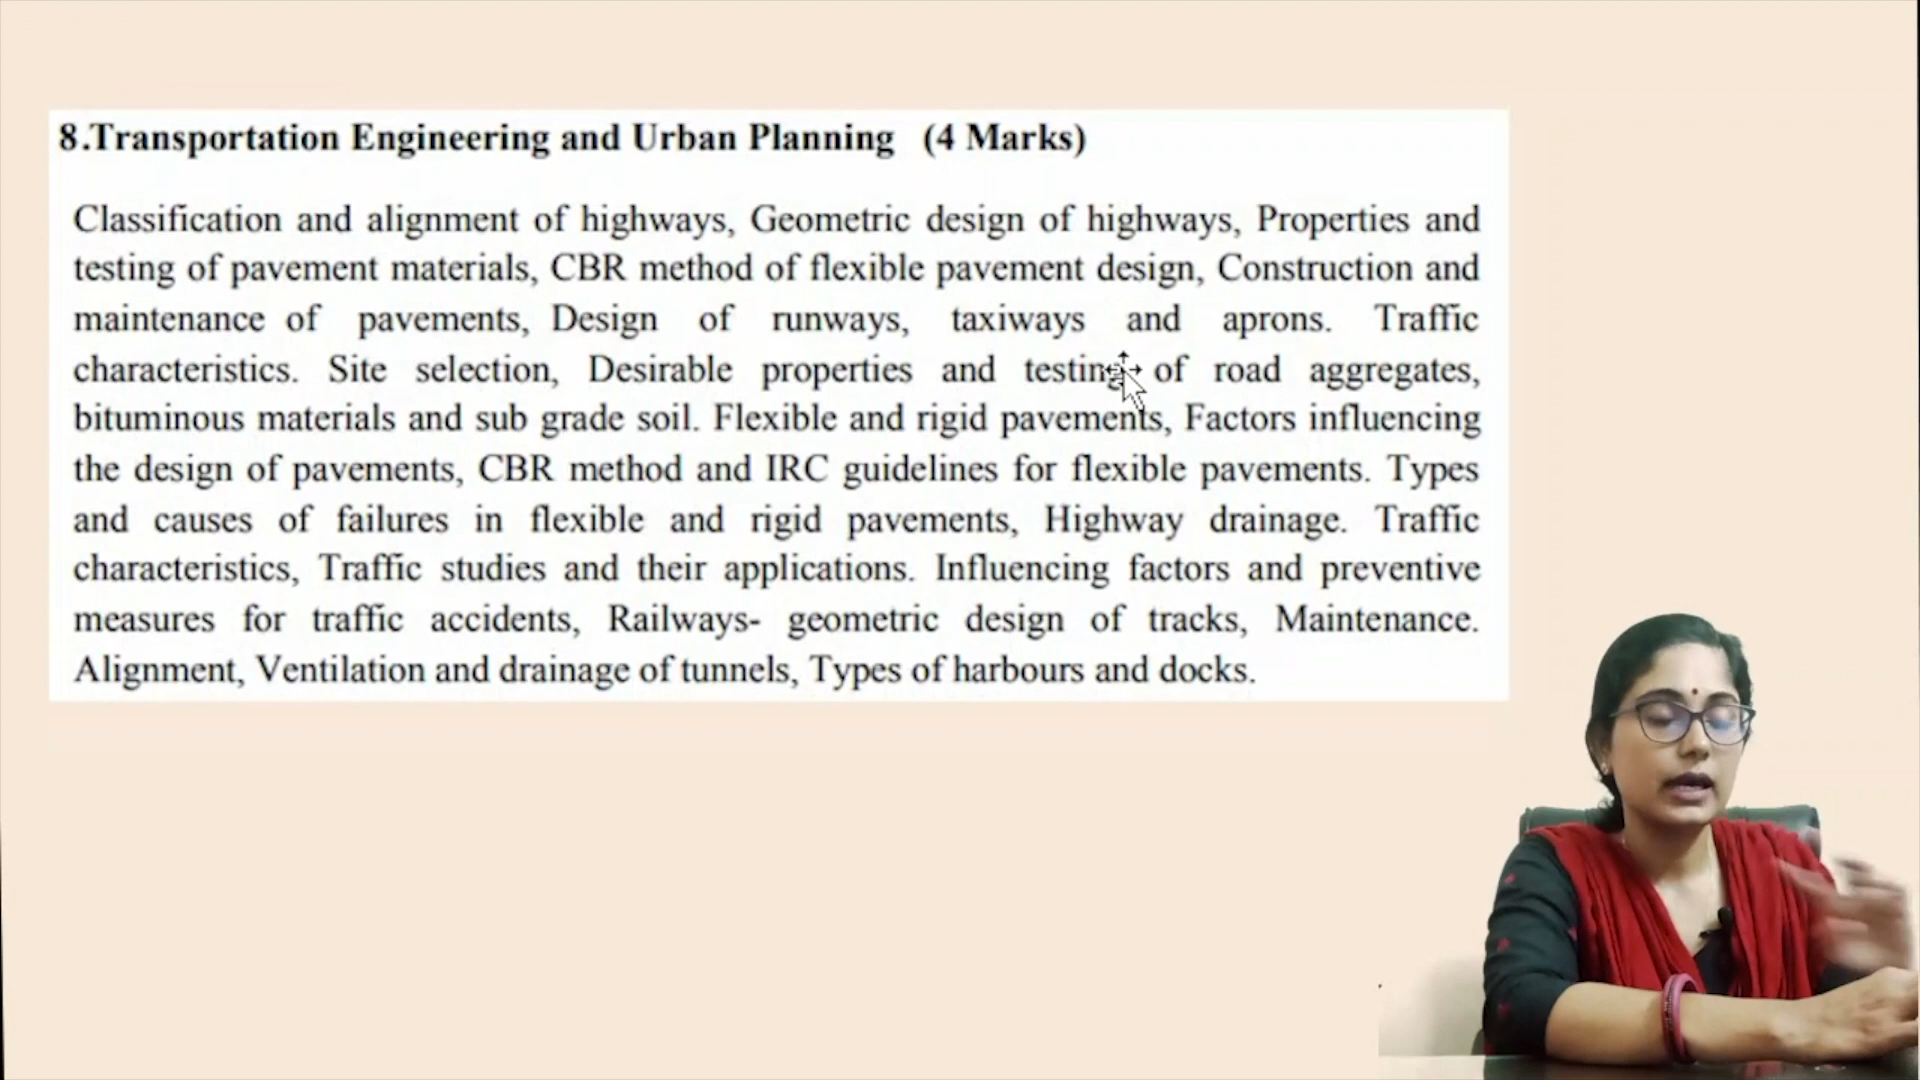 8.Transportation Engineering and Urban Planning (4 Marks)
Classification and alignment of highways, Geometric design of highways, Properties and
testing of pavement materials, CBR method of flexible pavement design, Construction and
maintenance of pavements, Design of runways, taxiways and aprons. Traffic
characteristics. Site selection, Desirable properties and testing of road aggregates,
bituminous materials and sub grade soil. Flexible and rigid pavements, Factors influencing
the design of pavements, CBR method and IRC guidelines for flexible pavements. Types
and causes of failures in flexible and rigid pavements, Highway drainage. Traffic
characteristics, Traffic studies and their applications. Influencing factors and preventive
measures for traffic accidents, Railways- geometric design of tracks, Maintenance.
Alignment, Ventilation and drainage of tunnels, Types of harbours and docks.